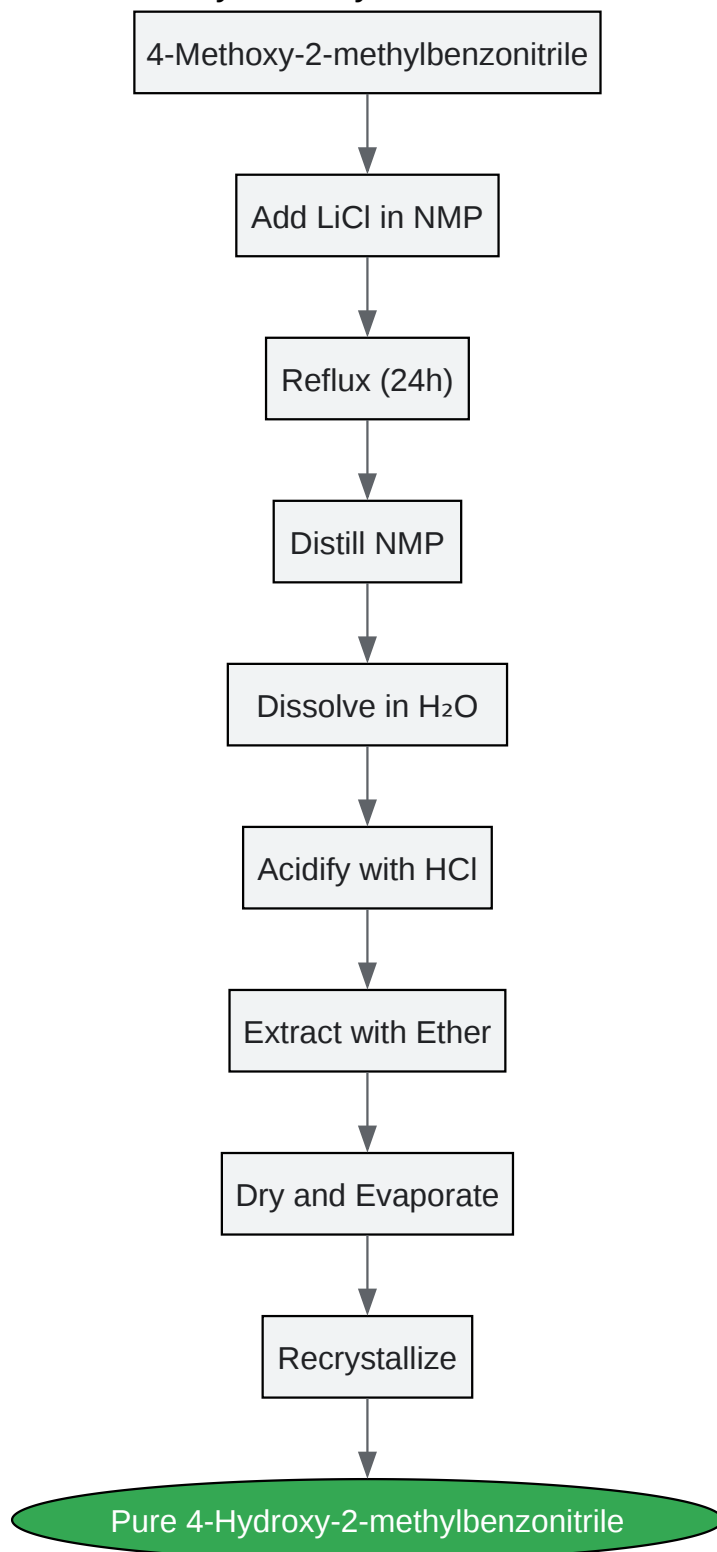 4-Methoxy-2-methylbenzonitrile
Add LiCl in NMP
Reflux (24h)
Distill NMP
Dissolve in H₂O
Acidify with HCl
Extract with Ether
Dry and Evaporate
Recrystallize
Pure 4-Hydroxy-2-methylbenzonitrile